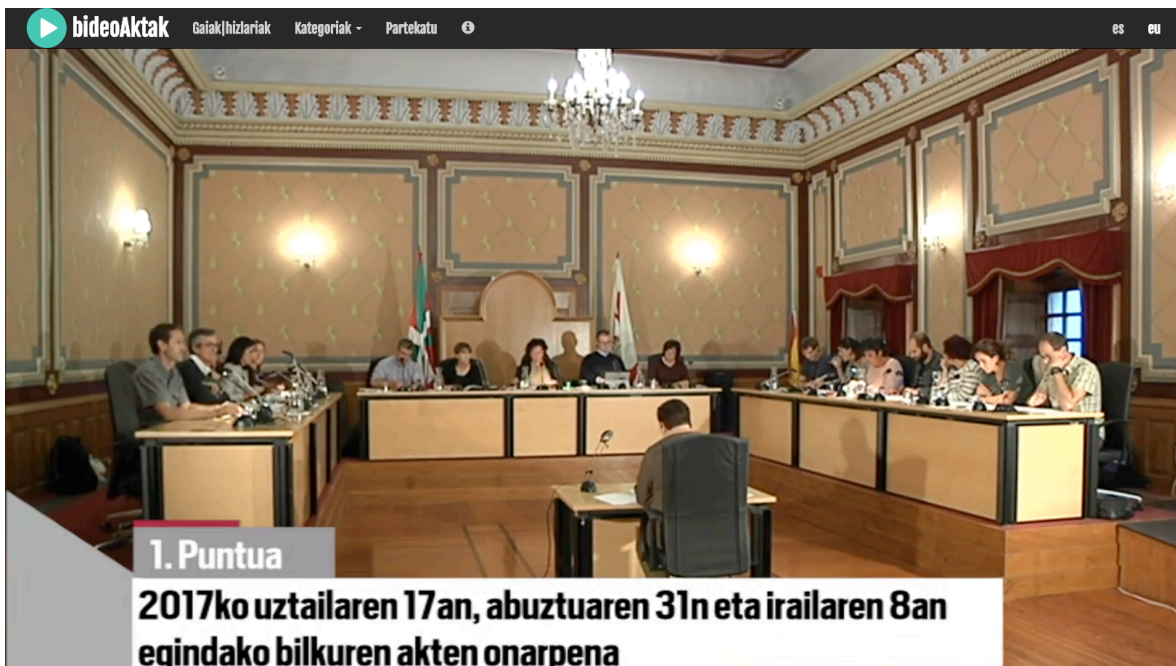 bideoAktak Gaiak|hizlariak Kategoriak Partekatu es eu
1. Puntua
2017ko uztailaren 17an, abuztuaren 31n eta irailaren 8an
egindako bilkuren akten onarpena